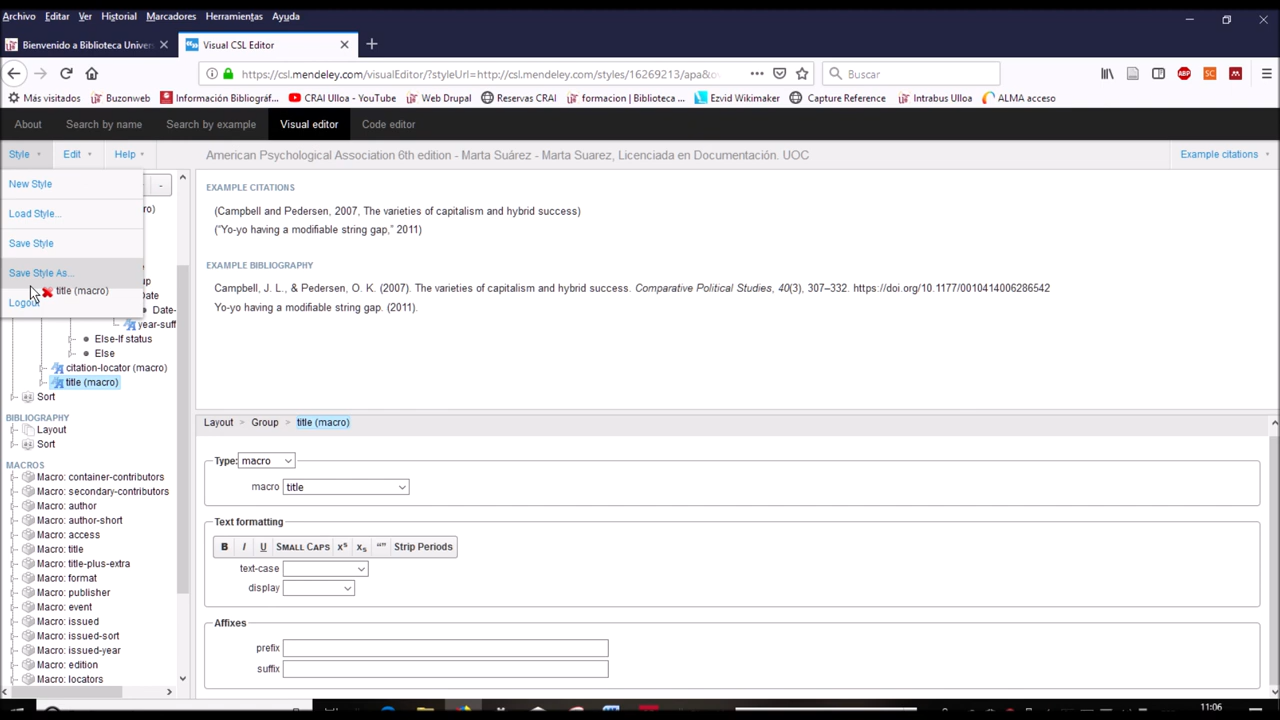 Archivo Editar Ver Historial Marcadores Herramientas Ayuda
Bienvenido a Biblioteca Univers Visual CSL Editor
https://csl.mendeley.com/visualEditor/?styleUrl=http://csl.mendeley.com/styles/16269213/apa& Buscar
Más visitados Buzonweb Información Bibliográf... CRAI Ulloa - YouTube Web Drupal Reservas CRAI formacion | Biblioteca ... Ezvid Wikimaker Capture Reference Intrabus Ulloa ALMA acceso
About Search by name Search by example Visual editor Code editor
Style Edit Help American Psychological Association 6th edition - Marta Suárez - Marta Suarez, Licenciada en Documentación. UOC Example citations
New Style
Load Style...
Save Style
Save Style As...
title (macro)
Logout
Date
Date-
year-suff
Else-If status
Else
citation-locator (macro)
title (macro)
Sort
BIBLIOGRAPHY
Layout
Sort
MACROS
Macro: container-contributors
Macro: secondary-contributors
Macro: author
Macro: author-short
Macro: access
Macro: title
Macro: title-plus-extra
Macro: format
Macro: publisher
Macro: event
Macro: issued
Macro: issued-sort
Macro: issued-year
Macro: edition
Macro: locators
EXAMPLE CITATIONS
(Campbell and Pedersen, 2007, The varieties of capitalism and hybrid success)
(“Yo-yo having a modifiable string gap,” 2011)
EXAMPLE BIBLIOGRAPHY
Campbell, J. L., & Pedersen, O. K. (2007). The varieties of capitalism and hybrid success. Comparative Political Studies, 40(3), 307–332. https://doi.org/10.1177/0010414006286542
Yo-yo having a modifiable string gap. (2011).
Layout > Group > title (macro)
Type: macro
macro title
Text formatting
B I U SMALL CAPS X˟ Xₛ “” Strip Periods
text-case
display
Affixes
prefix
suffix
11:06